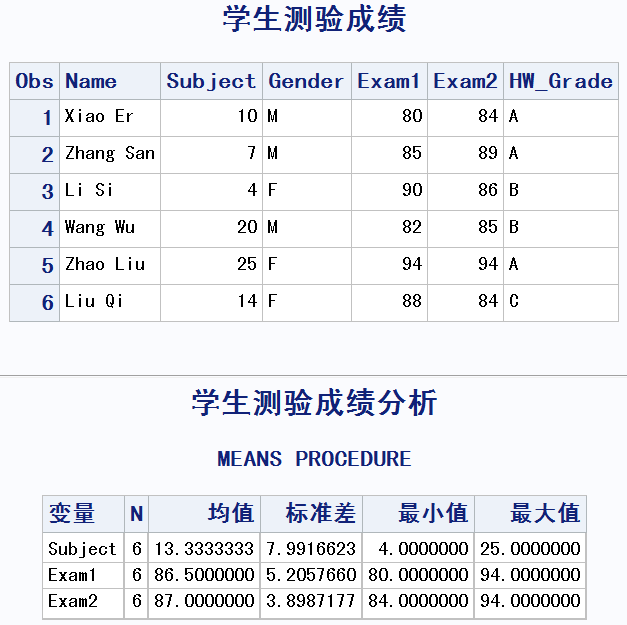 学生测验成绩
Obs Name Subject Gender Exam1 Exam2 HW_Grade
1 Xiao Er 10 M 80 84 A
2 Zhang San 7 M 85 89 A
3 Li Si 4 F 90 86 B
4 Wang Wu 20 M 82 85 B
5 Zhao Liu 25 F 94 94 A
6 Liu Qi 14 F 88 84 C
学生测验成绩分析
MEANS PROCEDURE
变量 N 均值 标准差 最小值 最大值
Subject 6 13.3333333 7.9916623 4.0000000 25.0000000
Exam1 6 86.5000000 5.2057660 80.0000000 94.0000000
Exam2 6 87.0000000 3.8987177 84.0000000 94.0000000